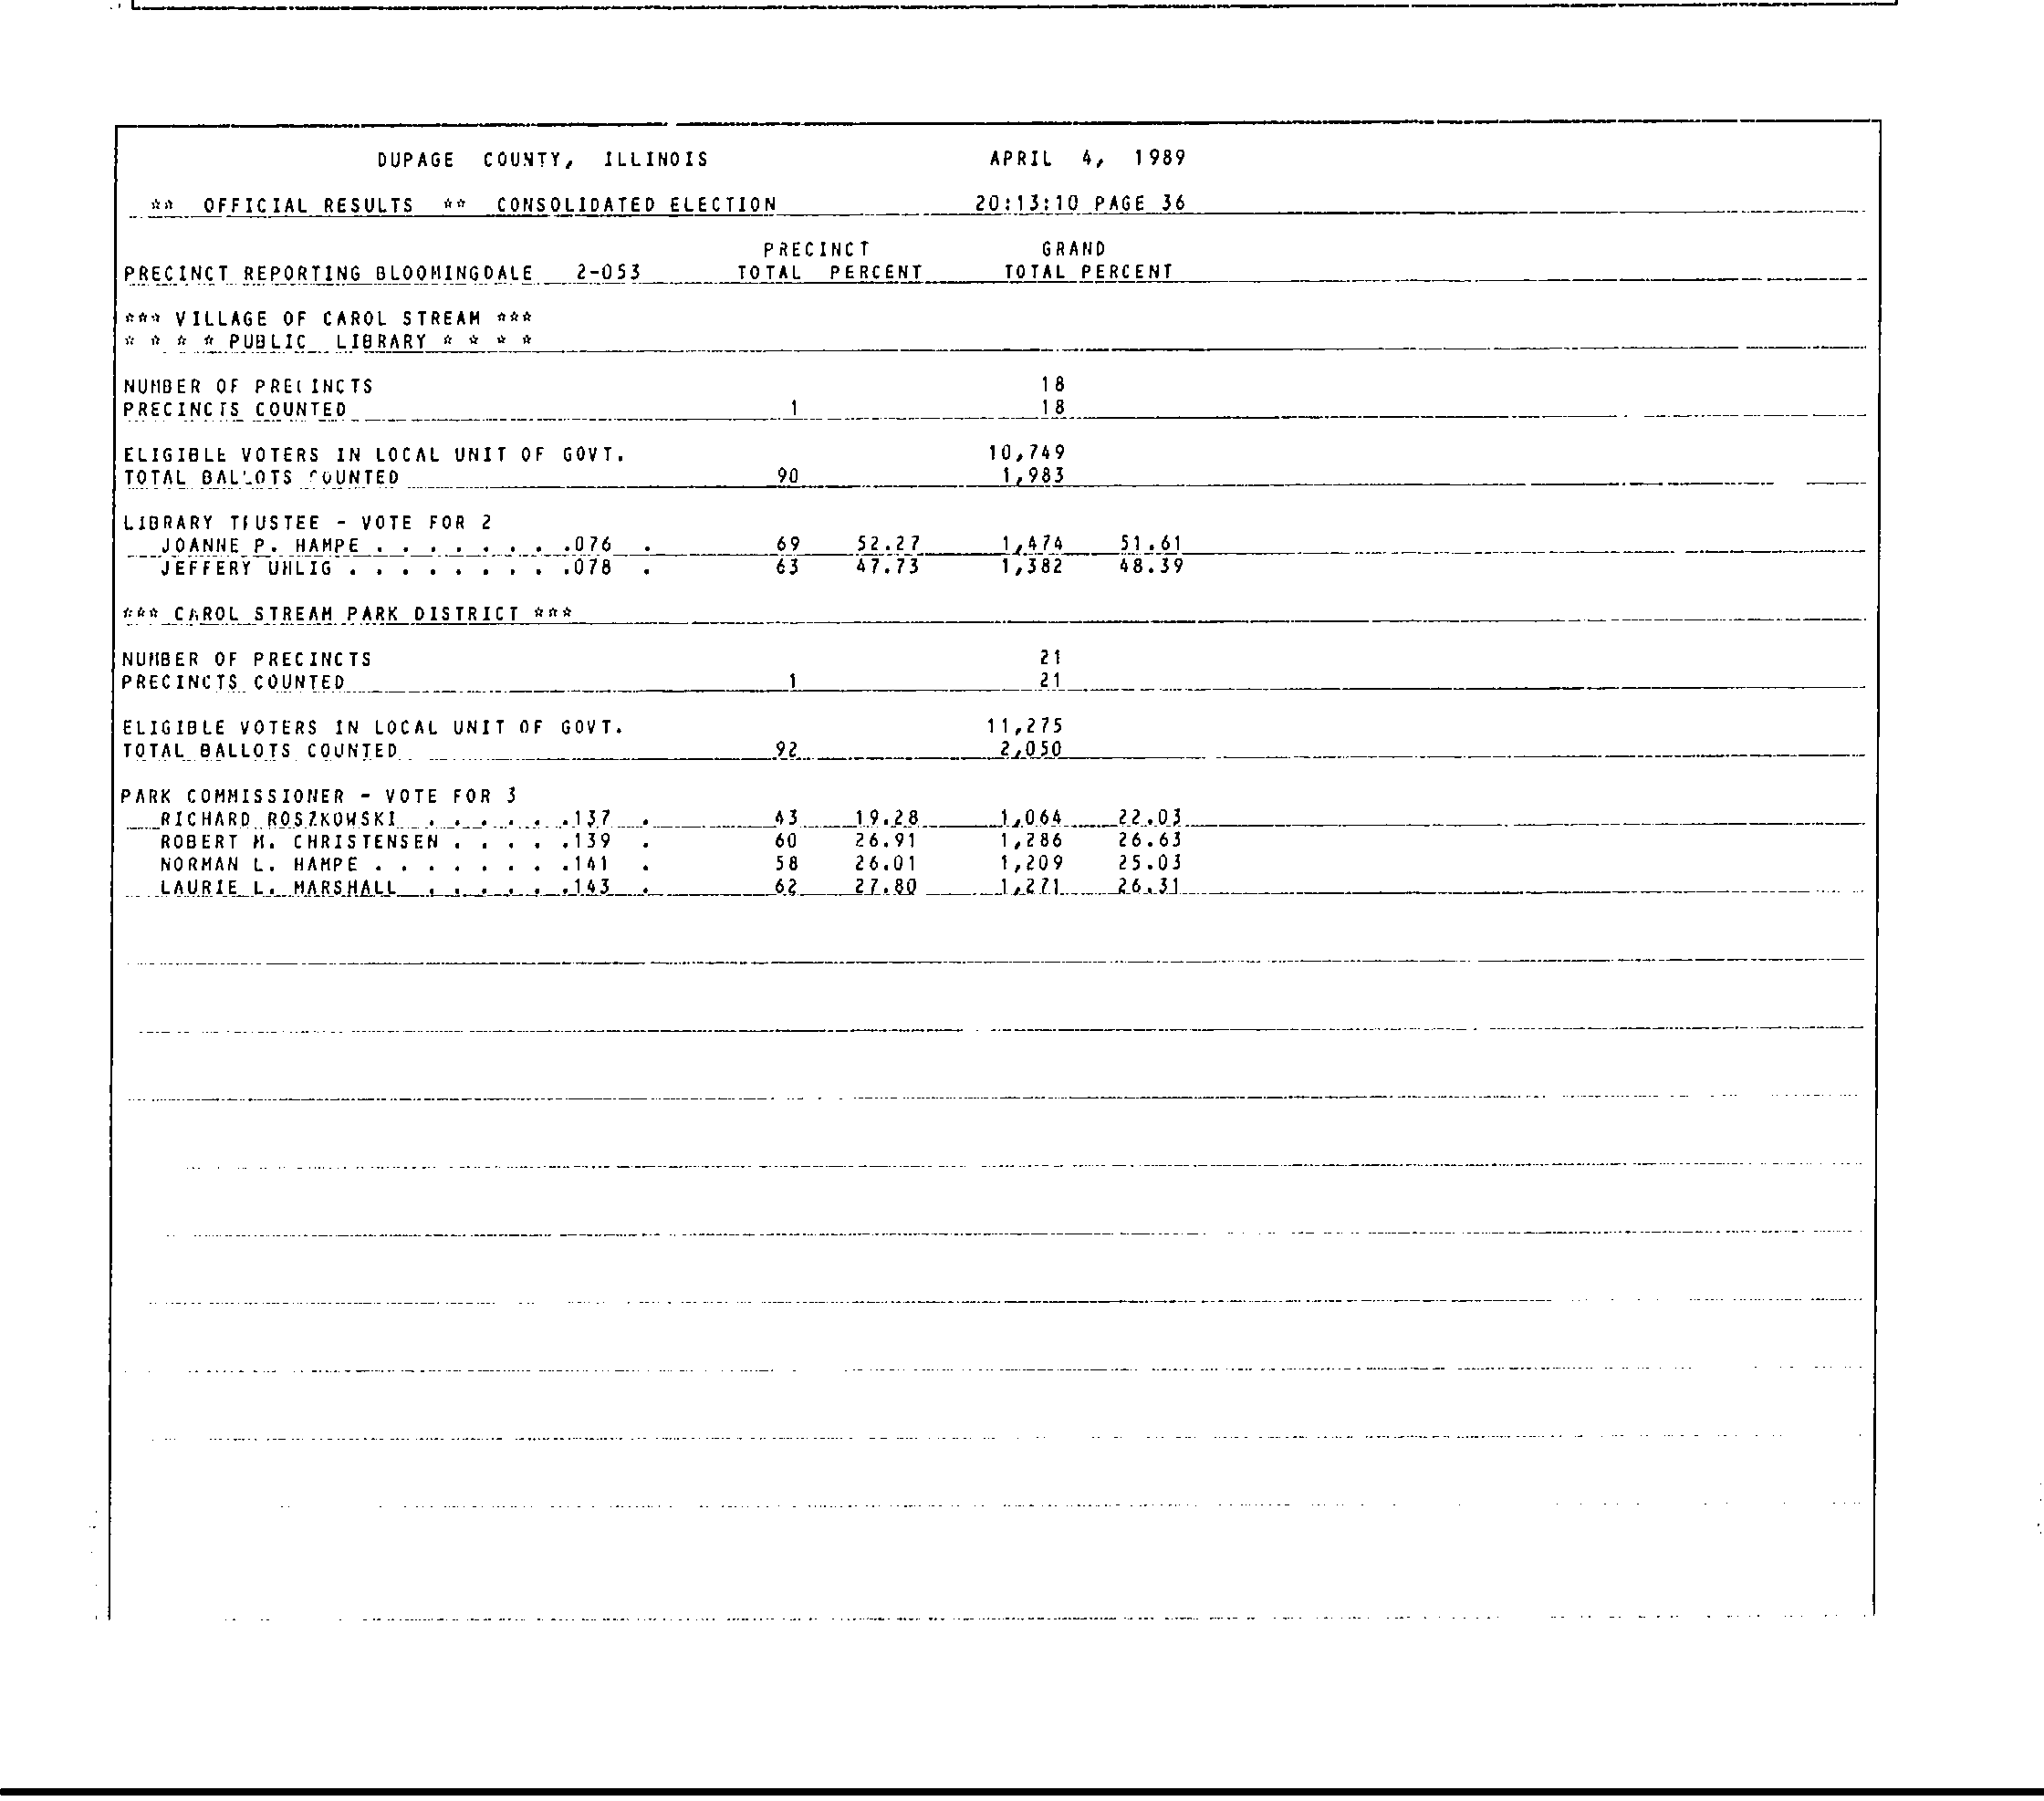 DUPAGE COUNTY, ILLINOIS APRIL 4, 1989
** OFFICIAL RESULTS ** CONSOLIDATED ELECTION 20:13:10 PAGE 36
PRECINCT GRAND
PRECINCT REPORTING BLOOMINGDALE 2-053 TOTAL PERCENT TOTAL PERCENT
*** VILLAGE OF CAROL STREAM ***
* * * * PUBLIC LIBRARY * * * *
NUMBER OF PRECINCTS 18
PRECINCTS COUNTED 1 18
ELIGIBLE VOTERS IN LOCAL UNIT OF GOVT. 10,749
TOTAL BALLOTS COUNTED 90 1,983
LIBRARY TRUSTEE - VOTE FOR 2
JOANNE P. HAMPE . . . . . . . .076 . 69 52.27 1,474 51.61
JEFFERY UHLIG . . . . . . . . .078 . 63 47.73 1,382 48.39
*** CAROL STREAM PARK DISTRICT ***
NUMBER OF PRECINCTS 21
PRECINCTS COUNTED 1 21
ELIGIBLE VOTERS IN LOCAL UNIT OF GOVT. 11,275
TOTAL BALLOTS COUNTED 92 2,050
PARK COMMISSIONER - VOTE FOR 3
RICHARD ROSZKOWSKI . . . . . .137 . 43 19.28 1,064 22.03
ROBERT M. CHRISTENSEN . . . . .139 . 60 26.91 1,286 26.63
NORMAN L. HAMPE . . . . . . . .141 . 58 26.01 1,209 25.03
LAURIE L. MARSHALL . . . . . .143 . 62 27.80 1,271 26.31